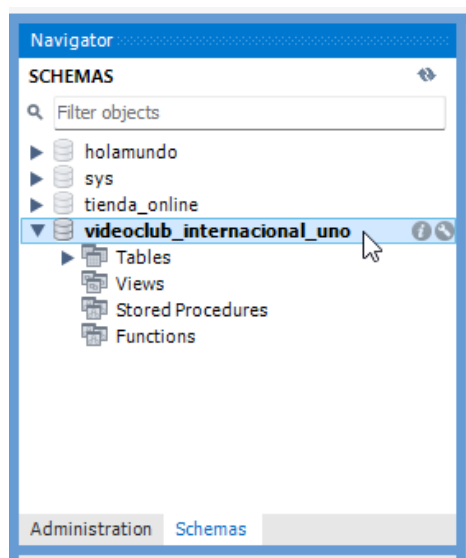 Navigator
SCHEMAS
Filter objects
holamundo
sys
tienda_online
videoclub_internacional_uno
Tables
Views
Stored Procedures
Functions
Administration Schemas